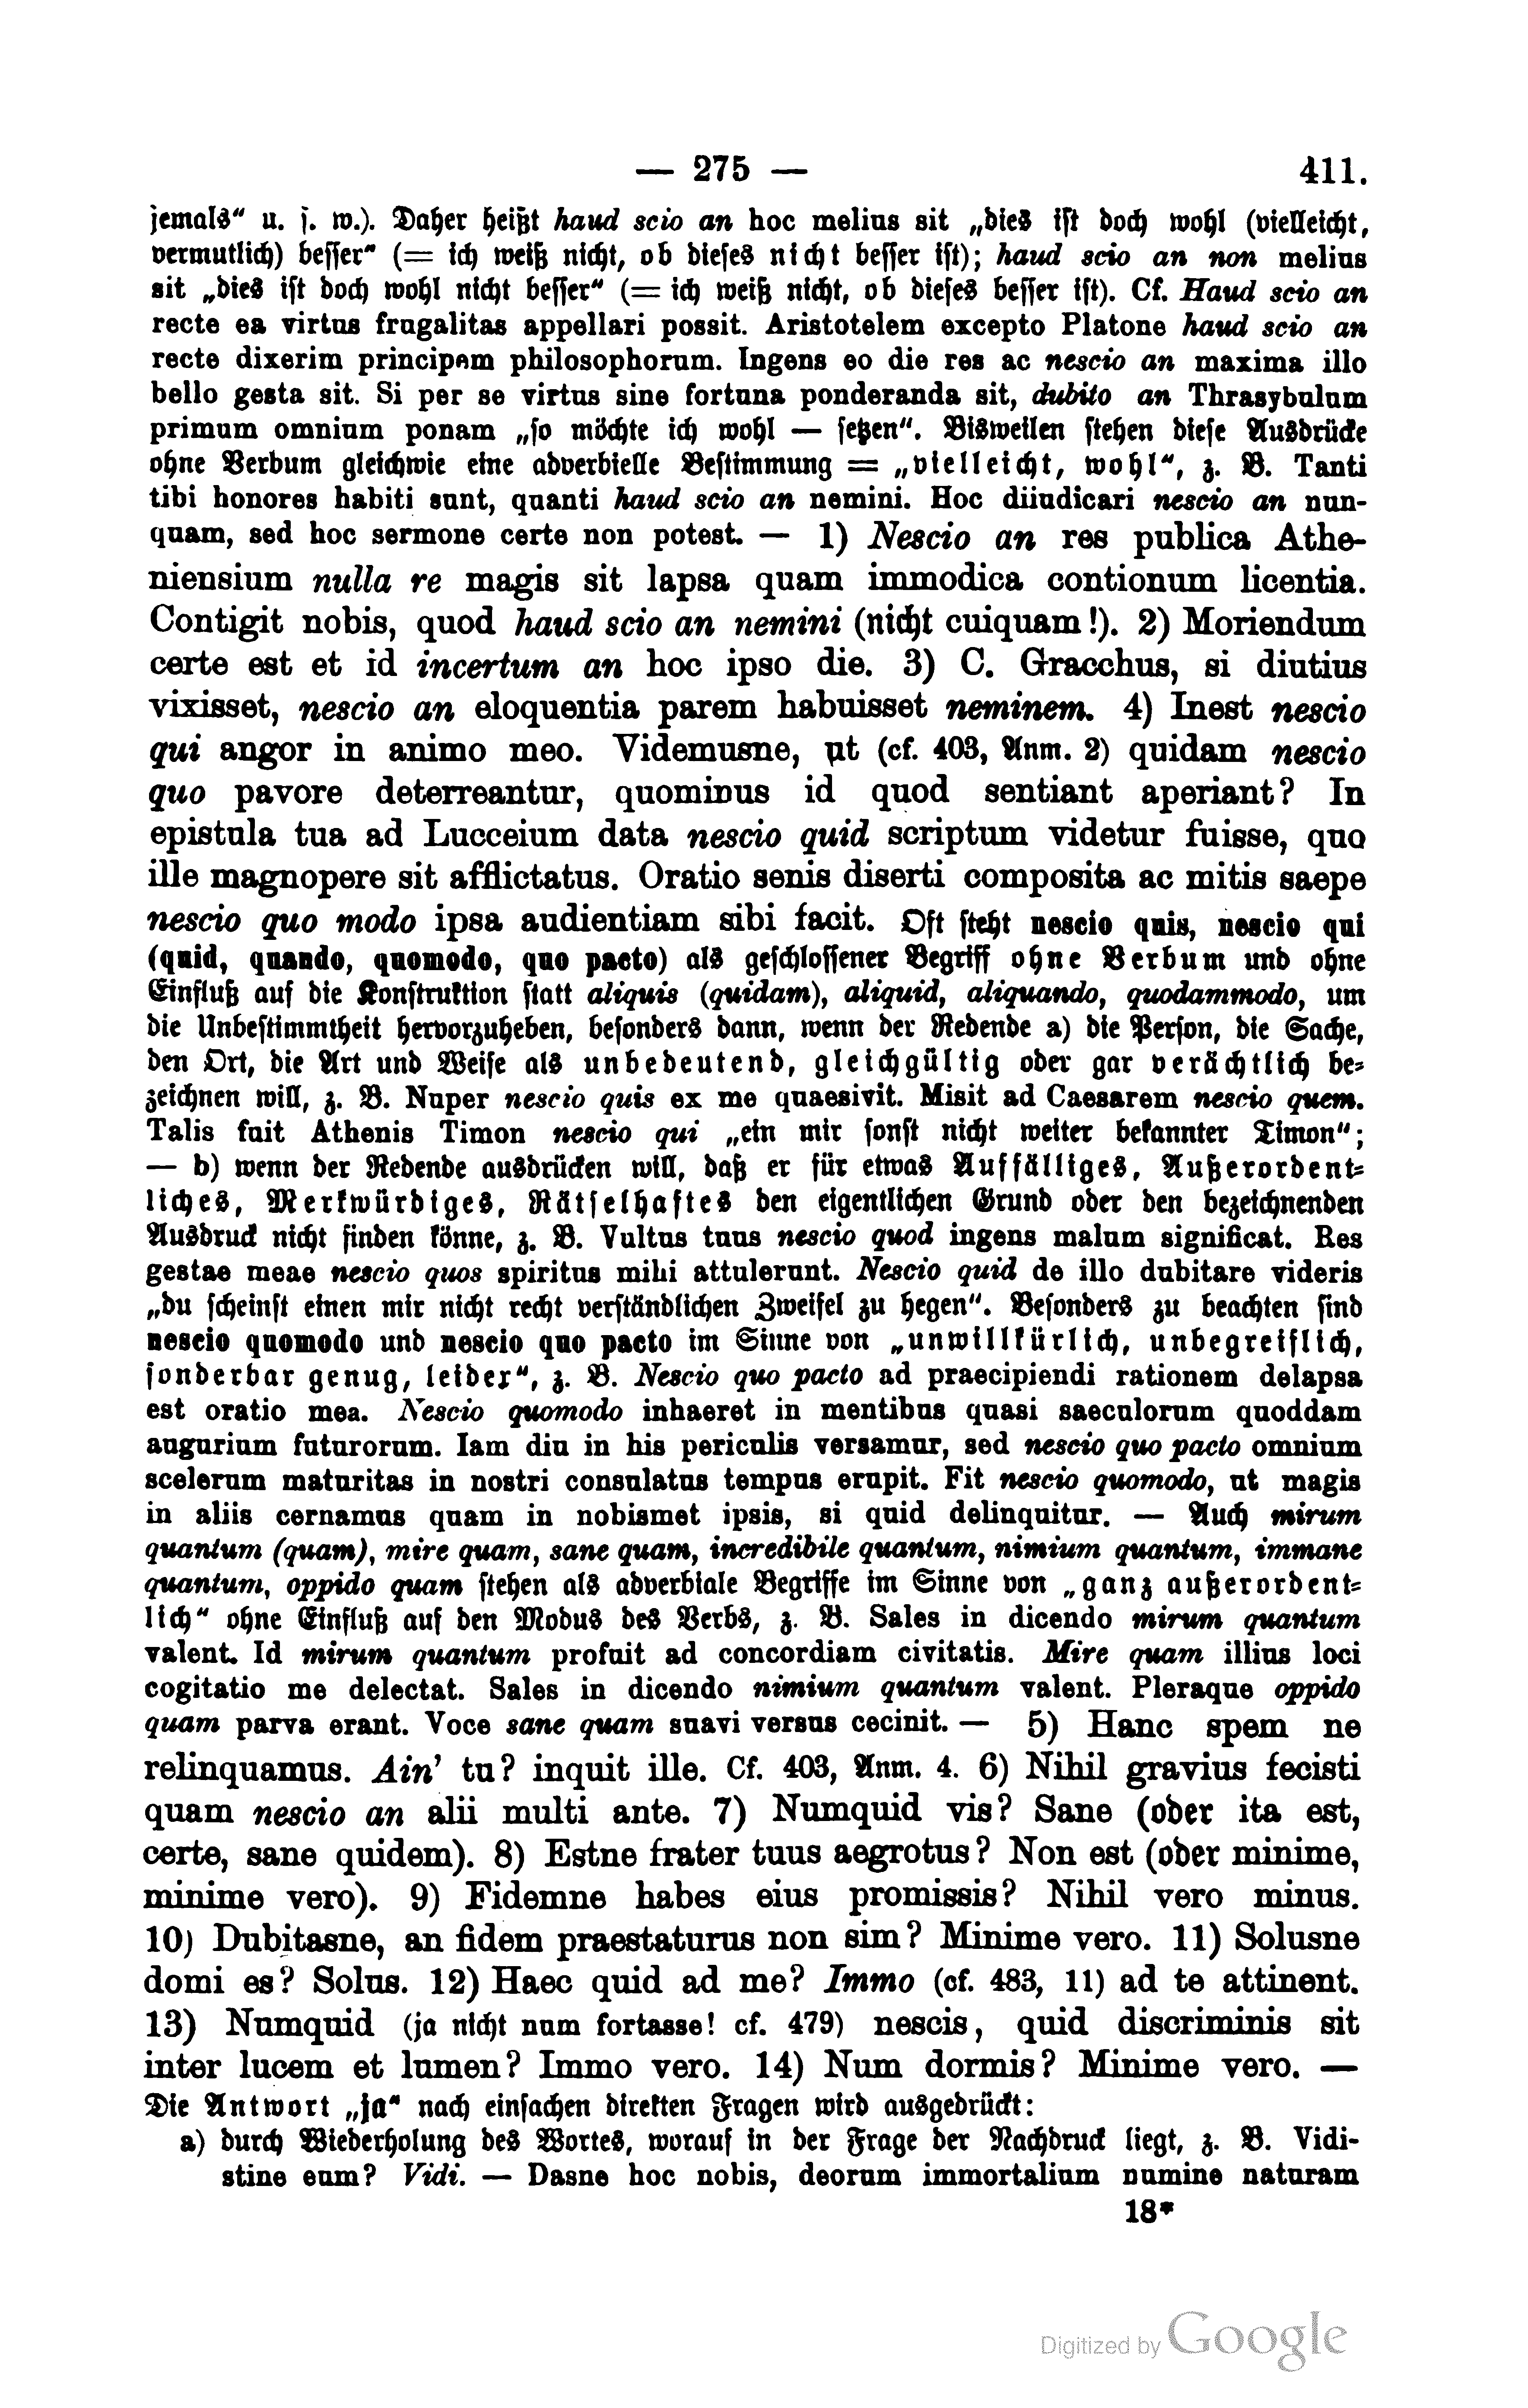 — 275 — 411.
jemals" u. s. w.). Daher heißt haud scio an hoc melius sit „dies ist doch wohl (vielleicht,
vermutlich) besser" (= ich weiß nicht, ob dieses nicht besser ist); haud scio an non melius
sit „dies ist doch wohl nicht besser" (= ich weiß nicht, ob dieses besser ist). Cf. Haud scio an
recte ea virtus frugalitas appellari possit. Aristotelem excepto Platone haud scio an
recte dixerim principem philosophorum. Ingens eo die res ac nescio an maxima illo
bello gesta sit. Si per se virtus sine fortuna ponderanda sit, dubito an Thrasybulum
primum omnium ponam „so möchte ich wohl — setzen". Bisweilen stehen diese Ausdrücke
ohne Verbum gleichwie eine adverbielle Bestimmung = „vielleicht, wohl", z. B. Tanti
tibi honores habiti sunt, quanti haud scio an nemini. Hoc diiudicari nescio an nun-
quam, sed hoc sermone certe non potest. — 1) Nescio an res publica Athe-
niensium nulla re magis sit lapsa quam immodica contionum licentia.
Contigit nobis, quod haud scio an nemini (nicht cuiquam!). 2) Moriendum
certe est et id incertum an hoc ipso die. 3) C. Gracchus, si diutius
vixisset, nescio an eloquentia parem habuisset neminem. 4) Inest nescio
qui angor in animo meo. Videmusne, ut (cf. 403, Anm. 2) quidam nescio
quo pavore deterreantur, quominus id quod sentiant aperiant? In
epistula tua ad Lucceium data nescio quid scriptum videtur fuisse, quo
ille magnopere sit afflictatus. Oratio senis diserti composita ac mitis saepe
nescio quo modo ipsa audientiam sibi facit. Oft steht nescio quis, nescio qui
(quid, quando, quomodo, quo pacto) als geschlossener Begriff ohne Verbum und ohne
Einfluß auf die Konstruktion statt aliquis (quidam), aliquid, aliquando, quodammodo, um
die Unbestimmtheit hervorzuheben, besonders dann, wenn der Redende a) die Person, die Sache,
den Ort, die Art und Weise als unbedeutend, gleichgültig oder gar verächtlich be-
zeichnen will, z. B. Nuper nescio quis ex me quaesivit. Misit ad Caesarem nescio quem.
Talis fuit Athenis Timon nescio qui „ein mir sonst nicht weiter bekannter Timon";
— b) wenn der Redende ausdrücken will, daß er für etwas Auffälliges, Außerordent-
liches, Merkwürdiges, Rätselhaftes den eigentlichen Grund oder den bezeichnenden
Ausdruck nicht finden könne, z. B. Vultus tuus nescio quod ingens malum significat. Res
gestae meae nescio quos spiritus mihi attulerunt. Nescio quid de illo dubitare videris
„du scheinst einen mir nicht recht verständlichen Zweifel zu hegen". Besonders zu beachten sind
nescio quomodo und nescio quo pacto im Sinne von „unwillkürlich, unbegreiflich,
sonderbar genug, leider", z. B. Nescio quo pacto ad praecipiendi rationem delapsa
est oratio mea. Nescio quomodo inhaeret in mentibus quasi saeculorum quoddam
augurium futurorum. Iam diu in his periculis versamur, sed nescio quo pacto omnium
scelerum maturitas in nostri consulatus tempus erupit. Fit nescio quomodo, ut magis
in aliis cernamus quam in nobismet ipsis, si quid delinquitur. — Auch mirum
quantum (quam), mire quam, sane quam, incredibile quantum, nimium quantum, immane
quantum, oppido quam stehen als adverbiale Begriffe im Sinne von „ganz außerordent-
lich" ohne Einfluß auf den Modus des Verbs, z. B. Sales in dicendo mirum quantum
valent. Id mirum quantum profuit ad concordiam civitatis. Mire quam illius loci
cogitatio me delectat. Sales in dicendo nimium quantum valent. Pleraque oppido
quam parva erant. Voce sane quam suavi versus cecinit. — 5) Hanc spem ne
relinquamus. Ain' tu? inquit ille. Cf. 403, Anm. 4. 6) Nihil gravius fecisti
quam nescio an alii multi ante. 7) Numquid vis? Sane (oder ita est,
certe, sane quidem). 8) Estne frater tuus aegrotus? Non est (oder minime,
minime vero). 9) Fidemne habes eius promissis? Nihil vero minus.
10) Dubitasne, an fidem praestaturus non sim? Minime vero. 11) Solusne
domi es? Solus. 12) Haec quid ad me? Immo (cf. 483, 11) ad te attinent.
13) Numquid (ja nicht num fortasse! cf. 479) nescis, quid discriminis sit
inter lucem et lumen? Immo vero. 14) Num dormis? Minime vero. —
Die Antwort „ja" nach einfachen direkten Fragen wird ausgedrückt:
a) durch Wiederholung des Wortes, worauf in der Frage der Nachdruck liegt, z. B. Vidi-
stine eum? Vidi. — Dasne hoc nobis, deorum immortalium numine naturam
18*
Digitized by Google